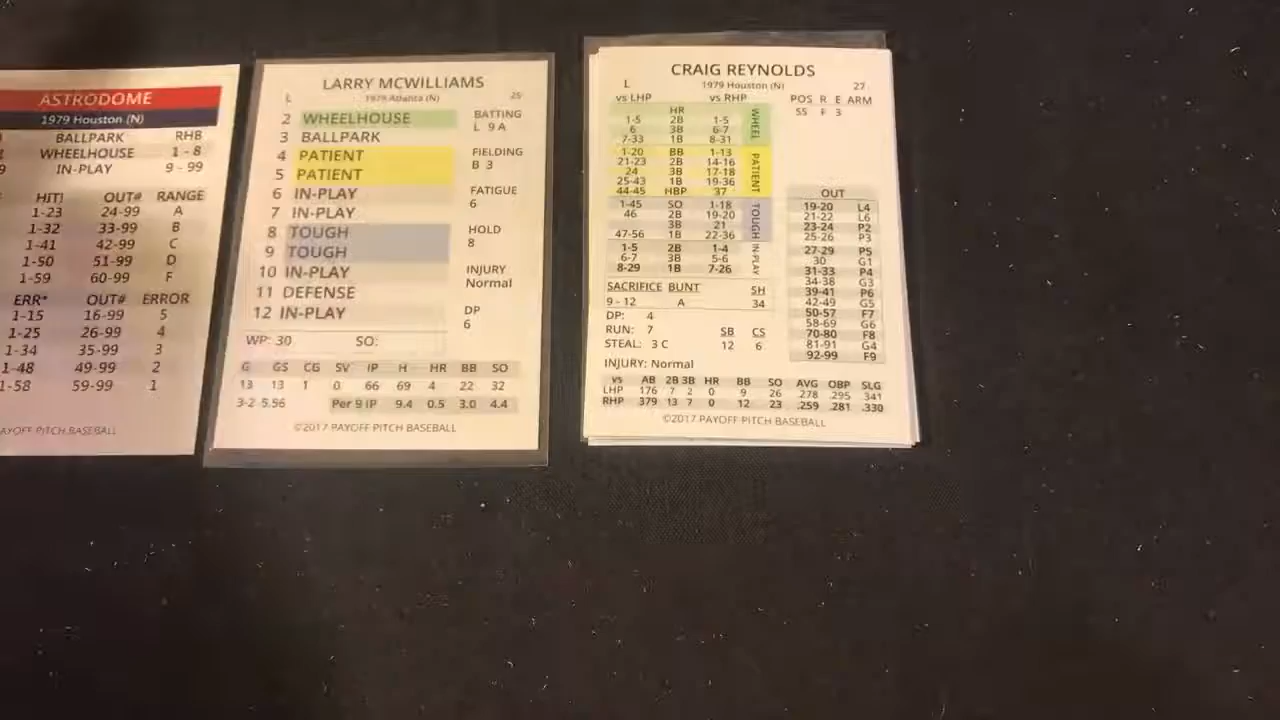 ASTRODOME
1979 Houston (N)
BALLPARK RHB
WHEELHOUSE 1 - 8
9 IN-PLAY 9 - 99
HIT! OUT# RANGE
1-23 24-99 A
1-32 33-99 B
1-41 42-99 C
1-50 51-99 D
1-59 60-99 F
ERR* OUT# ERROR
1-15 16-99 5
1-25 26-99 4
1-34 35-99 3
1-48 49-99 2
1-58 59-99 1
PAYOFF PITCH BASEBALL
LARRY MCWILLIAMS
L 1979 Atlanta (N) 25
2 WHEELHOUSE
3 BALLPARK
4 PATIENT
5 PATIENT
6 IN-PLAY
7 IN-PLAY
8 TOUGH
9 TOUGH
10 IN-PLAY
11 DEFENSE
12 IN-PLAY
BATTING
L 9 A
FIELDING
B 3
FATIGUE
6
HOLD
8
INJURY
Normal
DP
6
WP: 30 SO:
G GS CG SV IP H HR BB SO
13 13 1 0 66 69 4 22 32
3-2 5.56 Per 9 IP 9.4 0.5 3.0 4.4
©2017 PAYOFF PITCH BASEBALL
CRAIG REYNOLDS
L 1979 Houston (N) 27
vs LHP vs RHP
HR
1-5 2B 1-5
6 3B 6-7
7-33 1B 8-31
WHEEL
1-20 BB 1-13
21-23 2B 14-16
24 3B 17-18
25-43 1B 19-36
44-45 HBP 37
PATIENT
1-45 SO 1-18
46 2B 19-20
3B 21
47-56 1B 22-36
TOUGH
1-5 2B 1-4
6-7 3B 5-6
8-29 1B 7-26
IN-PLAY
SACRIFICE BUNT SH
9 - 12 A 34
DP: 4
RUN: 7 SB CS
STEAL: 3 C 12 6
INJURY: Normal
POS R E ARM
SS F 3
OUT
19-20 L4
21-22 L6
23-24 P2
25-26 P3
27-29 P5
30 G1
31-33 P4
34-38 G3
39-41 P6
42-49 G5
50-57 F7
58-69 G6
70-80 F8
81-91 G4
92-99 F9
vs AB 2B 3B HR BB SO AVG OBP SLG
LHP 176 7 2 0 9 26 .278 .295 .341
RHP 379 13 7 0 12 23 .259 .281 .330
©2017 PAYOFF PITCH BASEBALL